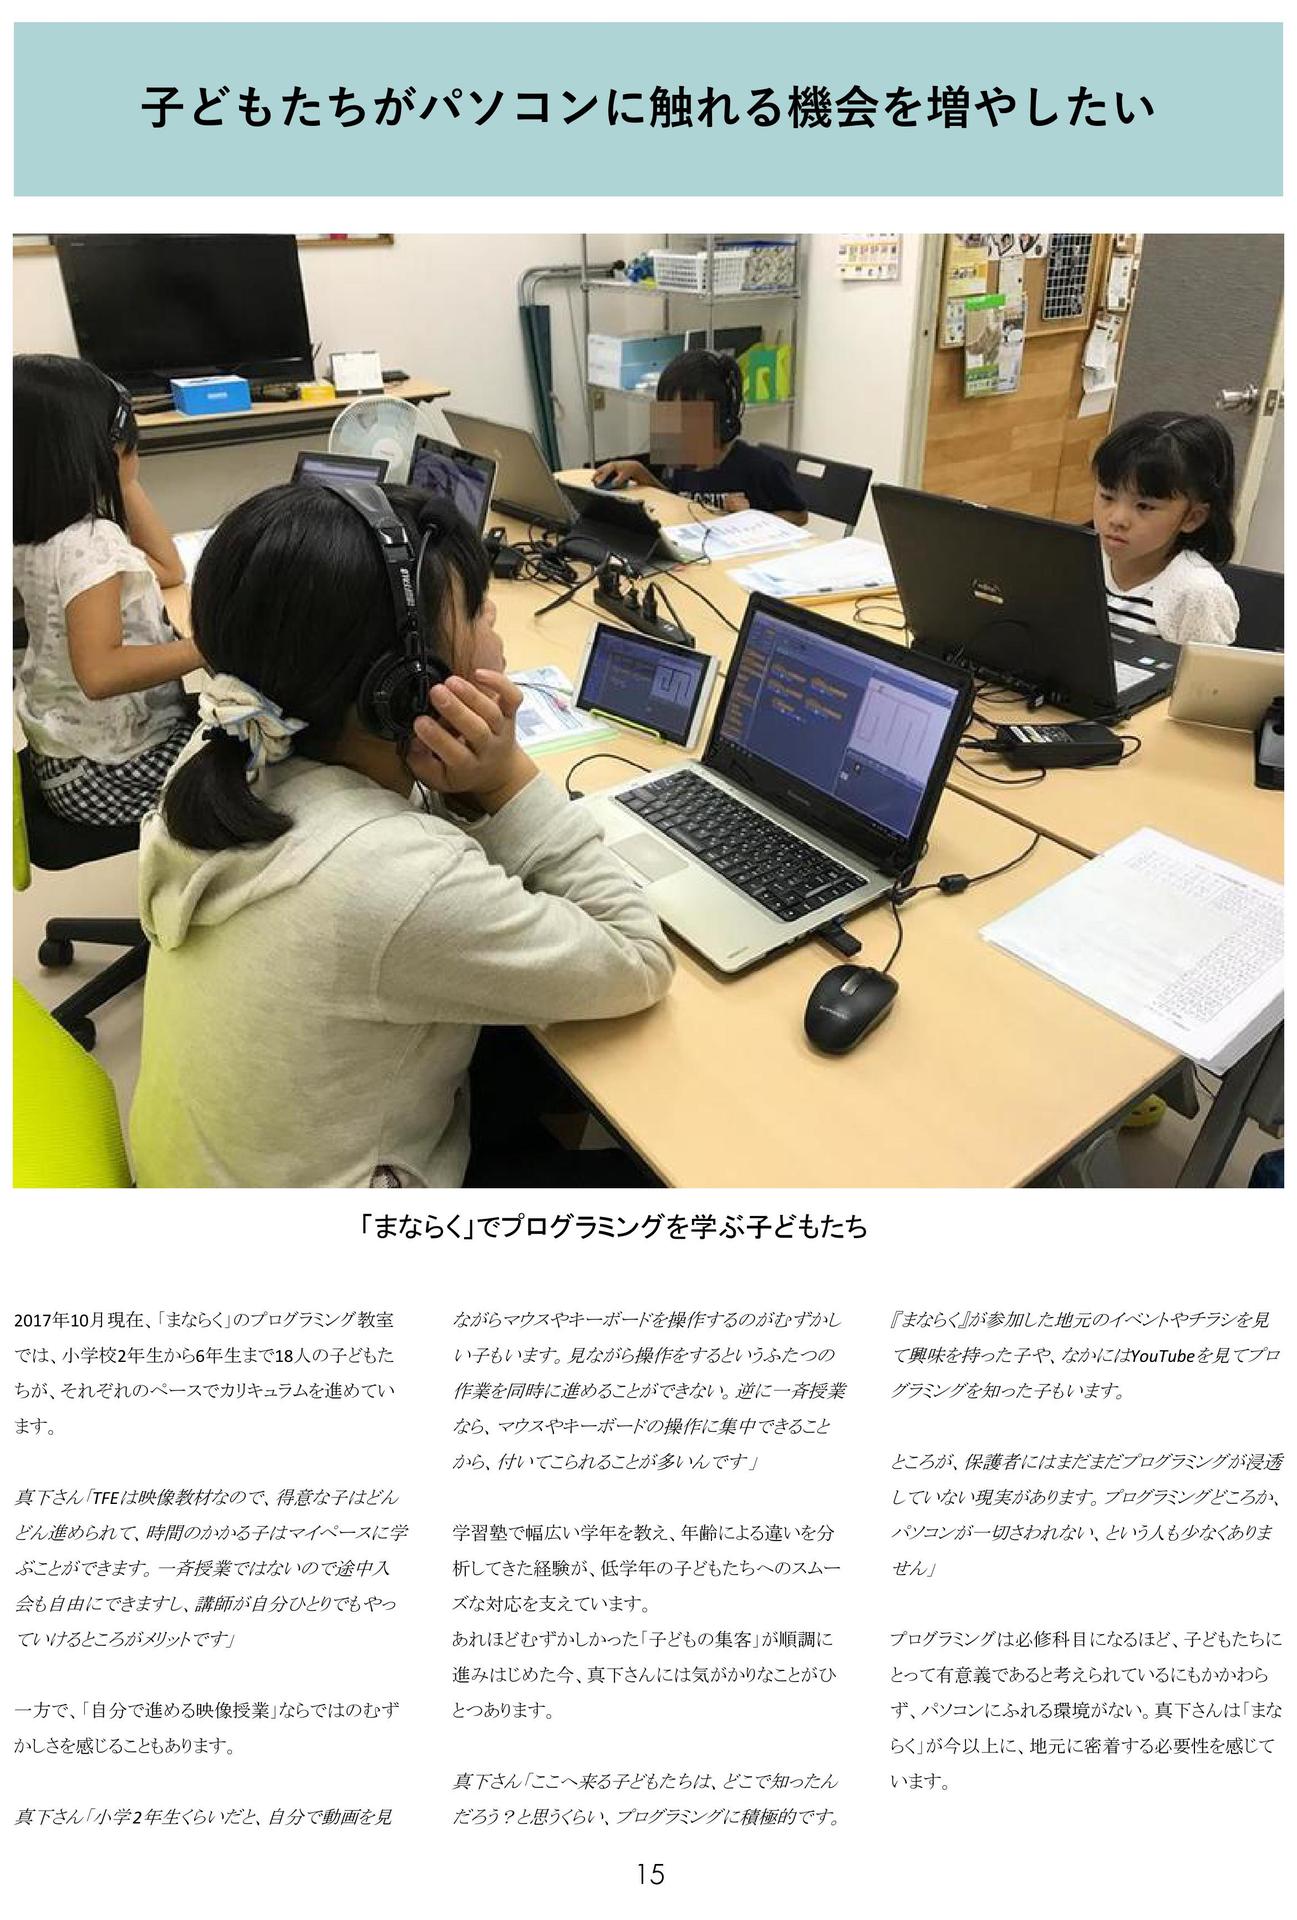 子どもたちがパソコンに触れる機会を増やしたい
「まならく」でプログラミングを学ぶ子どもたち
2017年10月現在、「まならく」のプログラミング教室
では、小学校2年生から6年生まで18人の子どもた
ちが、それぞれのペースでカリキュラムを進めてい
ます。
真下さん「TFEは映像教材なので、得意な子はどん
どん進められて、時間のかかる子はマイペースに学
ぶことができます。一斉授業ではないので途中入
会も自由にできますし、講師が自分ひとりでもやっ
ていけるところがメリットです」
一方で、「自分で進める映像授業」ならではのむず
かしさを感じることもあります。
真下さん「小学2年生くらいだと、自分で動画を見
ながらマウスやキーボードを操作するのがむずかし
い子もいます。見ながら操作をするというふたつの
作業を同時に進めることができない。逆に一斉授業
なら、マウスやキーボードの操作に集中できること
から、付いてこられることが多いんです」
学習塾で幅広い学年を教え、年齢による違いを分
析してきた経験が、低学年の子どもたちへのスムー
ズな対応を支えています。
あれほどむずかしかった「子どもの集客」が順調に
進みはじめた今、真下さんには気がかりなことがひ
とつあります。
真下さん「ここへ来る子どもたちは、どこで知ったん
だろう？と思うくらい、プログラミングに積極的です。
『まならく』が参加した地元のイベントやチラシを見
て興味を持った子や、なかにはYouTubeを見てプロ
グラミングを知った子もいます。
ところが、保護者にはまだまだプログラミングが浸透
していない現実があります。プログラミングどころか、
パソコンが一切さわれない、という人も少なくありま
せん」
プログラミングは必修科目になるほど、子どもたちに
とって有意義であると考えられているにもかかわら
ず、パソコンにふれる環境がない。真下さんは「まな
らく」が今以上に、地元に密着する必要性を感じて
います。
15